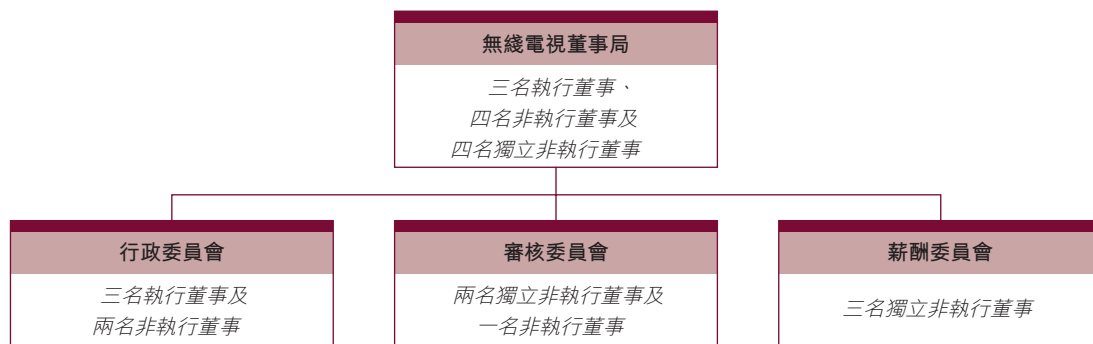 無綫電視董事局
三名執行董事、
四名非執行董事及
四名獨立非執行董事
行政委員會
三名執行董事及
兩名非執行董事
審核委員會
兩名獨立非執行董事及
一名非執行董事
薪酬委員會
三名獨立非執行董事